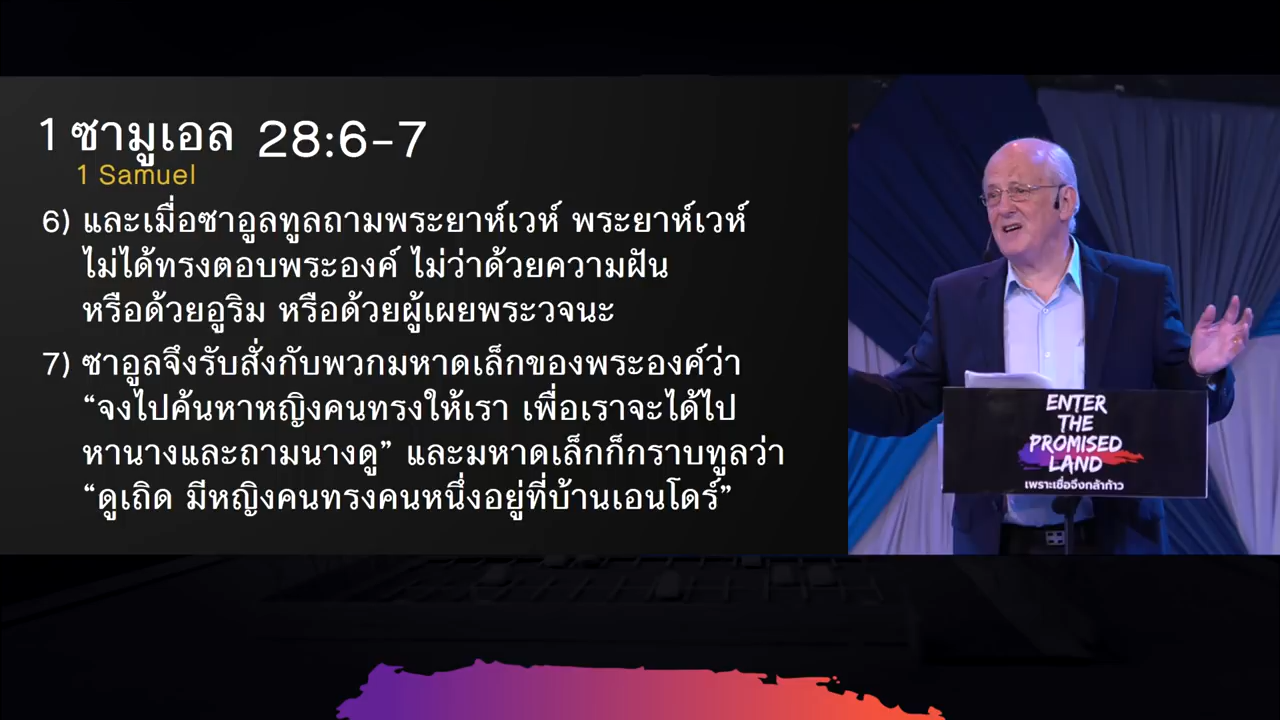 1 ซามูเอล 28:6-7
1 Samuel
6) และเมื่อซาอูลทูลถามพระยาห์เวห์ พระยาห์เวห์
ไม่ได้ทรงตอบพระองค์ ไม่ว่าด้วยความฝัน
หรือด้วยอูริม หรือด้วยผู้เผยพระวจนะ
7) ซาอูลจึงรับสั่งกับพวกมหาดเล็กของพระองค์ว่า
“จงไปค้นหาหญิงคนทรงให้เรา เพื่อเราจะได้ไป
หานางและถามนางดู” และมหาดเล็กก็กราบทูลว่า
“ดูเถิด มีหญิงคนทรงคนหนึ่งอยู่ที่บ้านเอนโดร์”
ENTER
THE
PROMISED
LAND
เพราะเชื่อจึงกล้าก้าว